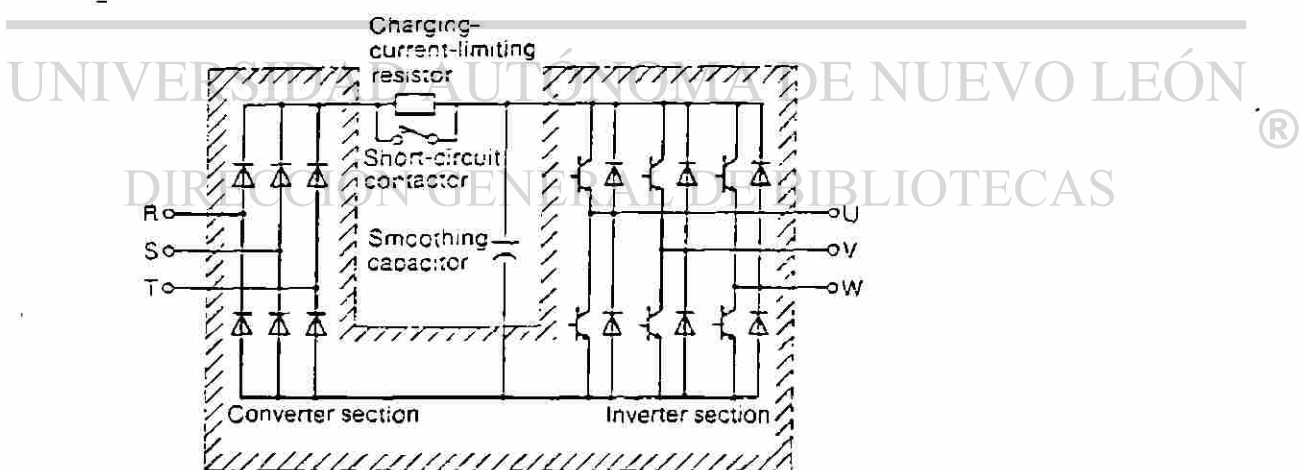 Charging-
current-limiting
resistor
UNIVERSIDAD AUTÓNOMA DE NUEVO LEÓN
®
Short-circuit
contactor
DIRECCIÓN GENERAL DE BIBLIOTECAS
R
U
Smoothing
capacitor
S
V
T
W
Converter section
Inverter section